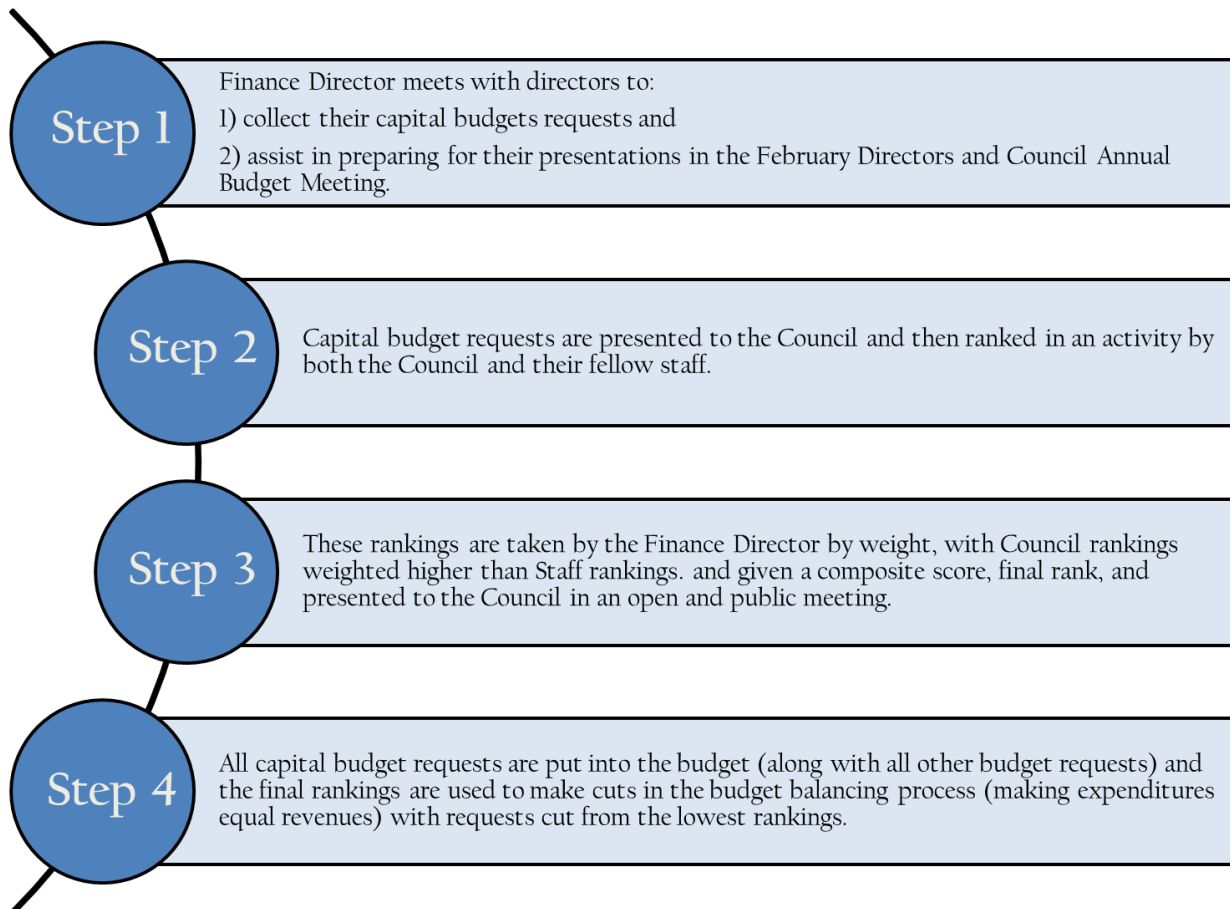 Step 1
Finance Director meets with directors to:
1) collect their capital budgets requests and
2) assist in preparing for their presentations in the February Directors and Council Annual
Budget Meeting.
Step 2
Capital budget requests are presented to the Council and then ranked in an activity by
both the Council and their fellow staff.
Step 3
These rankings are taken by the Finance Director by weight, with Council rankings
weighted higher than Staff rankings. and given a composite score, final rank, and
presented to the Council in an open and public meeting.
Step 4
All capital budget requests are put into the budget (along with all other budget requests) and
the final rankings are used to make cuts in the budget balancing process (making expenditures
equal revenues) with requests cut from the lowest rankings.